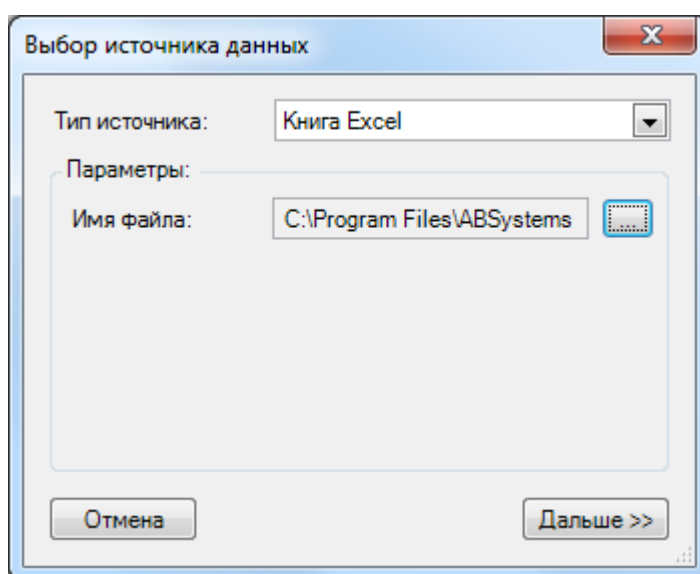 Выбор источника данных
Тип источника: Книга Excel
Параметры:
Имя файла: C:\Program Files\ABSystems ...
Отмена Дальше >>